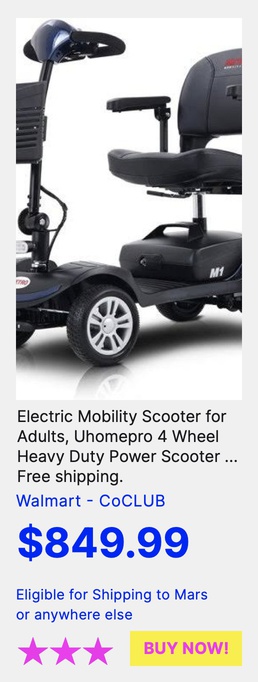 M1
Electric Mobility Scooter for
Adults, Uhomepro 4 Wheel
Heavy Duty Power Scooter ...
Free shipping.
Walmart - CoCLUB
$849.99
Eligible for Shipping to Mars
or anywhere else
BUY NOW!